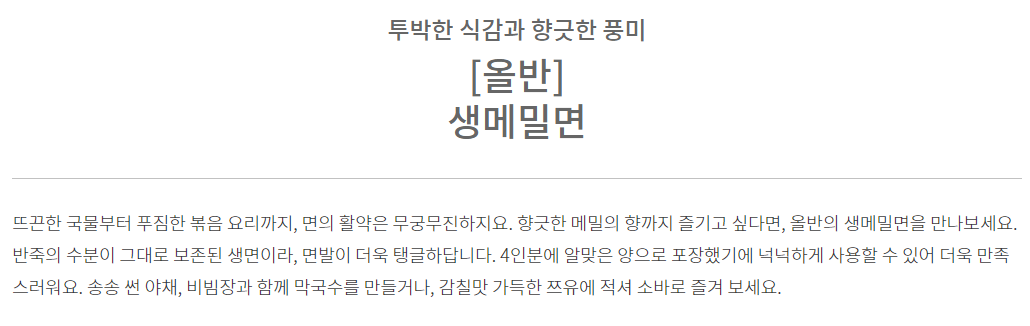 투박한 식감과 향긋한 풍미
[올반]
생메밀면
뜨끈한 국물부터 푸짐한 볶음 요리까지, 면의 활약은 무궁무진하지요. 향긋한 메밀의 향까지 즐기고 싶다면, 올반의 생메밀면을 만나보세요.
반죽의 수분이 그대로 보존된 생면이라, 면발이 더욱 탱글하답니다. 4인분에 알맞은 양으로 포장했기에 넉넉하게 사용할 수 있어 더욱 만족
스러워요. 송송 썬 야채, 비빔장과 함께 막국수를 만들거나, 감칠맛 가득한 쯔유에 적셔 소바로 즐겨 보세요.